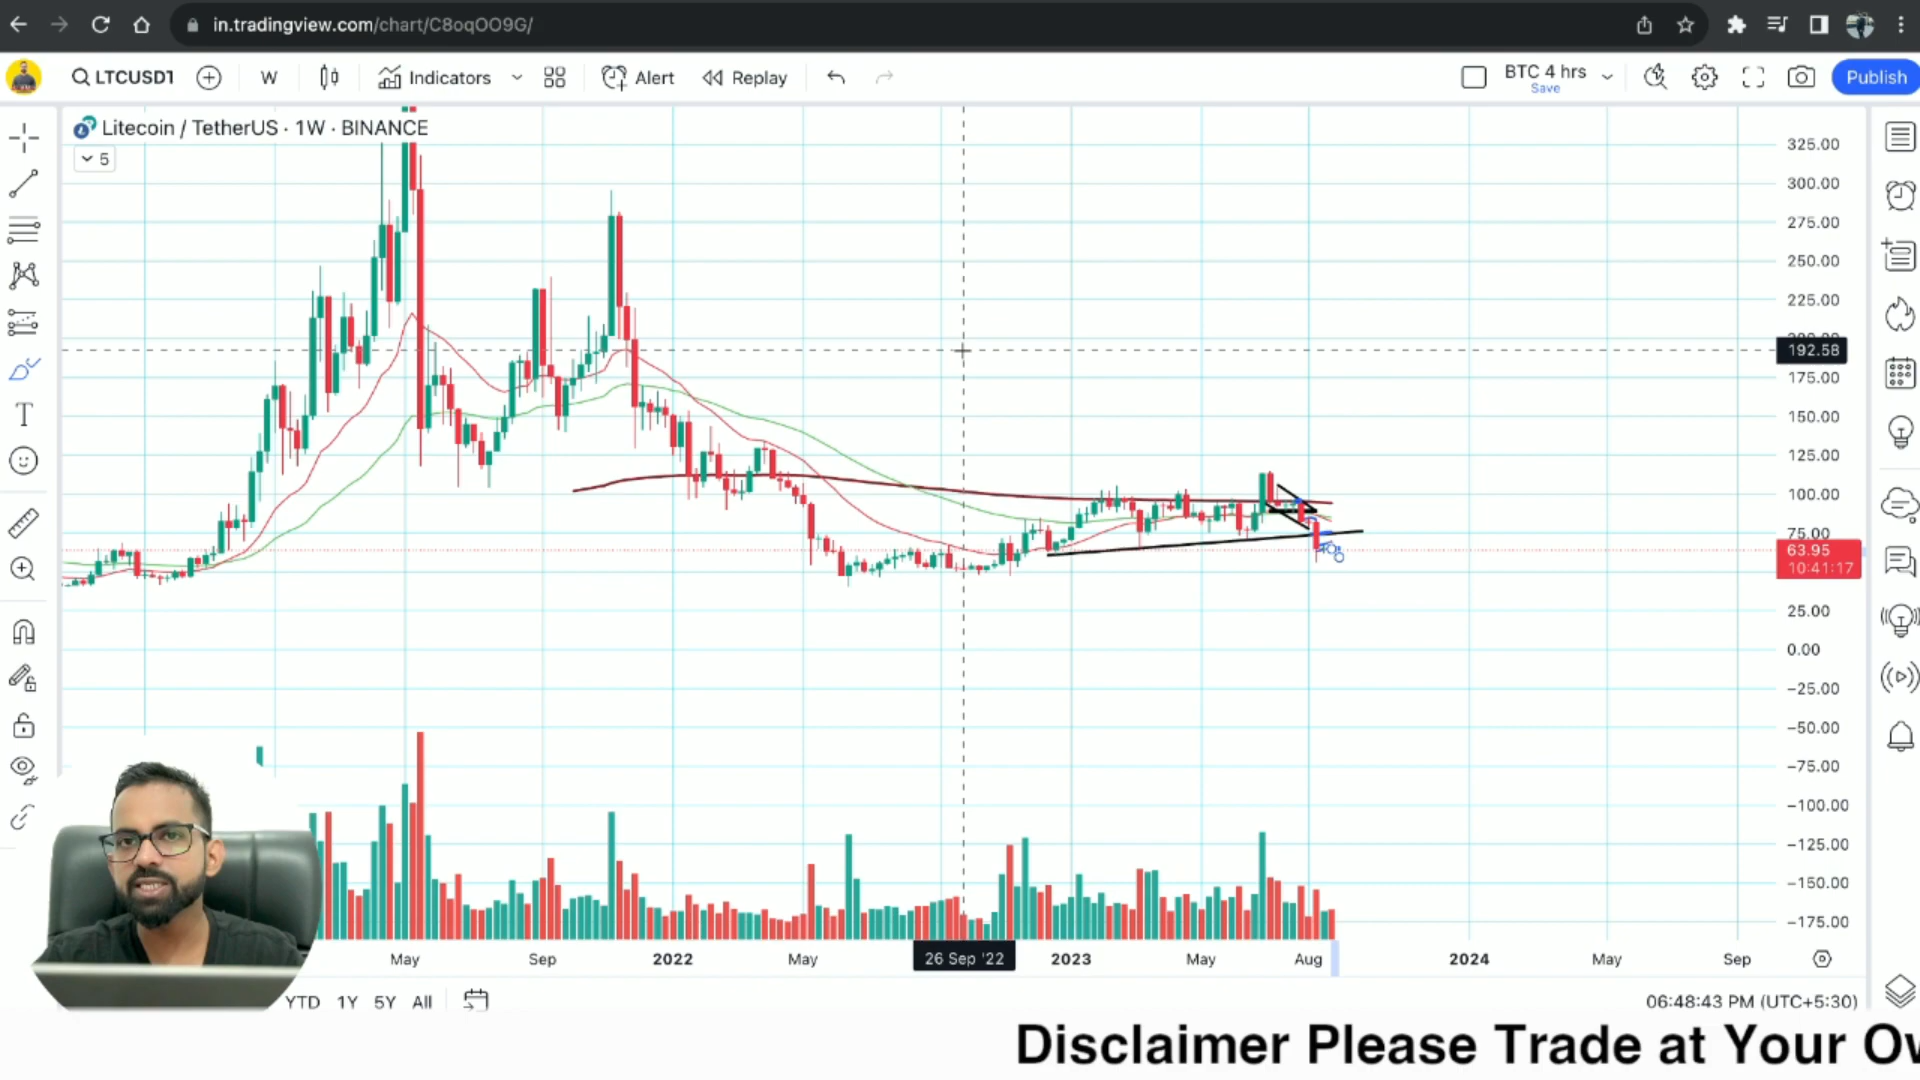 in.tradingview.com/chart/C8oqOO9G/
LTCUSDT
W
Indicators
Alert
Replay
BTC 4 hrs
Save
Publish
Litecoin / TetherUS · 1W · BINANCE
5
325.00
300.00
275.00
250.00
225.00
192.58
175.00
150.00
125.00
100.00
75.00
63.95
10:41:17
25.00
0.00
−25.00
−50.00
−75.00
−100.00
−125.00
−150.00
−175.00
May
Sep
2022
May
26 Sep '22
2023
May
Aug
2024
May
Sep
YTD
1Y
5Y
All
06:48:43 PM (UTC+5:30)
Disclaimer Please Trade at Your Ow